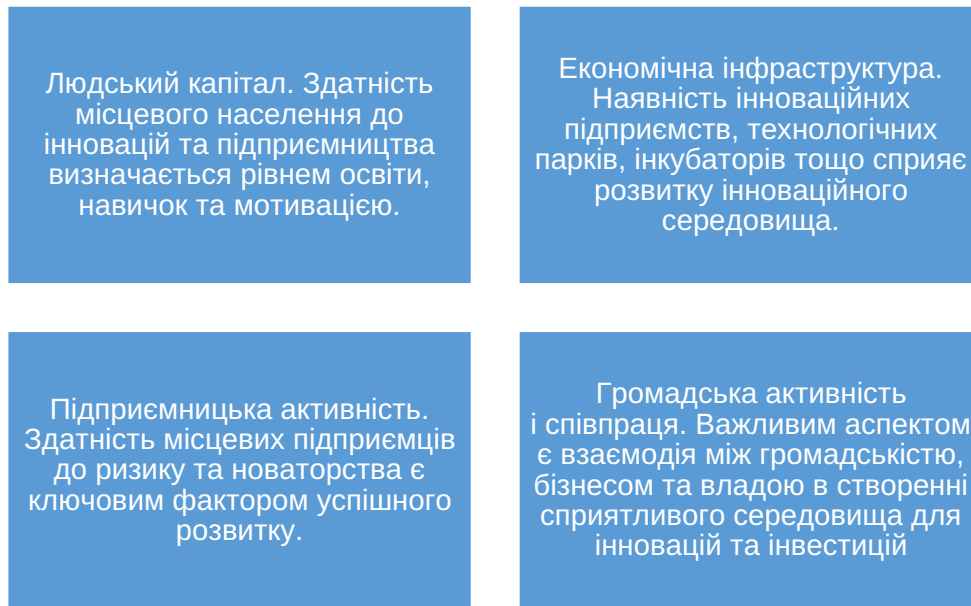 Людський капітал. Здатність
місцевого населення до
інновацій та підприємництва
визначається рівнем освіти,
навичок та мотивацією.
Економічна інфраструктура.
Наявність інноваційних
підприємств, технологічних
парків, інкубаторів тощо сприяє
розвитку інноваційного
середовища.
Підприємницька активність.
Здатність місцевих підприємців
до ризику та новаторства є
ключовим фактором успішного
розвитку.
Громадська активність
і співпраця. Важливим аспектом
є взаємодія між громадськістю,
бізнесом та владою в створенні
сприятливого середовища для
інновацій та інвестицій